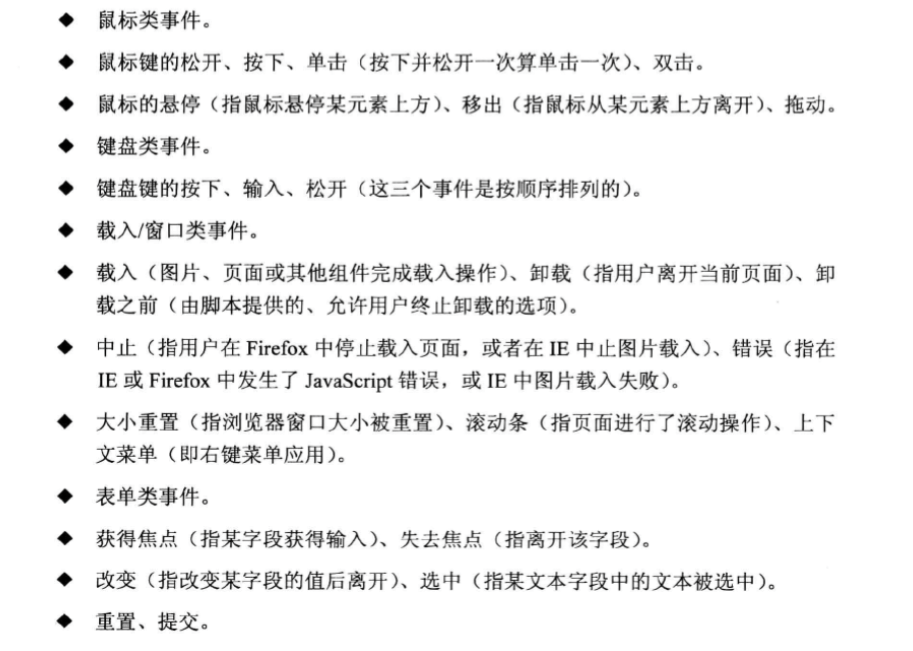 ◆ 鼠标类事件。
◆ 鼠标键的松开、按下、单击（按下并松开一次算单击一次）、双击。
◆ 鼠标的悬停（指鼠标悬停某元素上方）、移出（指鼠标从某元素上方离开）、拖动。
◆ 键盘类事件。
◆ 键盘键的按下、输入、松开（这三个事件是按顺序排列的）。
◆ 载入/窗口类事件。
◆ 载入（图片、页面或其他组件完成载入操作）、卸载（指用户离开当前页面）、卸
载之前（由脚本提供的、允许用户终止卸载的选项）。
◆ 中止（指用户在 Firefox 中停止载入页面，或者在 IE 中止图片载入）、错误（指在
IE 或 Firefox 中发生了 JavaScript 错误，或 IE 中图片载入失败）。
◆ 大小重置（指浏览器窗口大小被重置）、滚动条（指页面进行了滚动操作）、上下
文菜单（即右键菜单应用）。
◆ 表单类事件。
◆ 获得焦点（指某字段获得输入）、失去焦点（指离开该字段）。
◆ 改变（指改变某字段的值后离开）、选中（指某文本字段中的文本被选中）。
◆ 重置、提交。